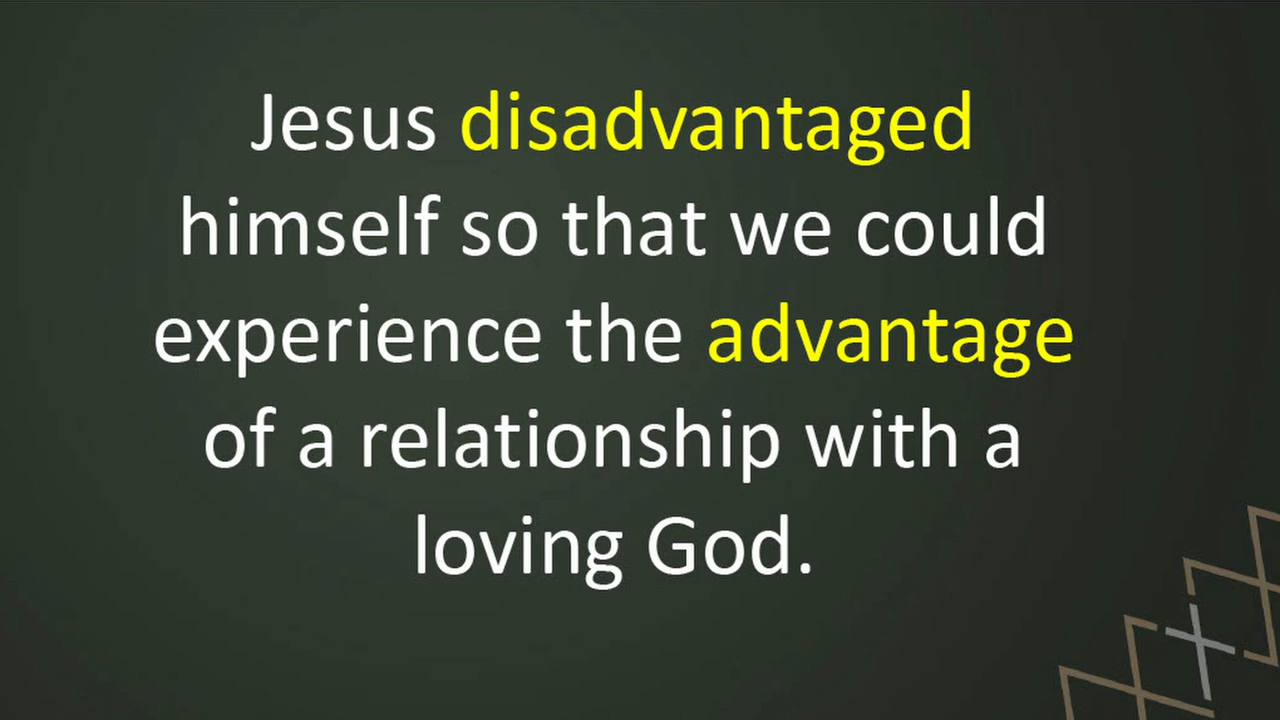 Jesus disadvantaged
himself so that we could
experience the advantage
of a relationship with a
loving God.